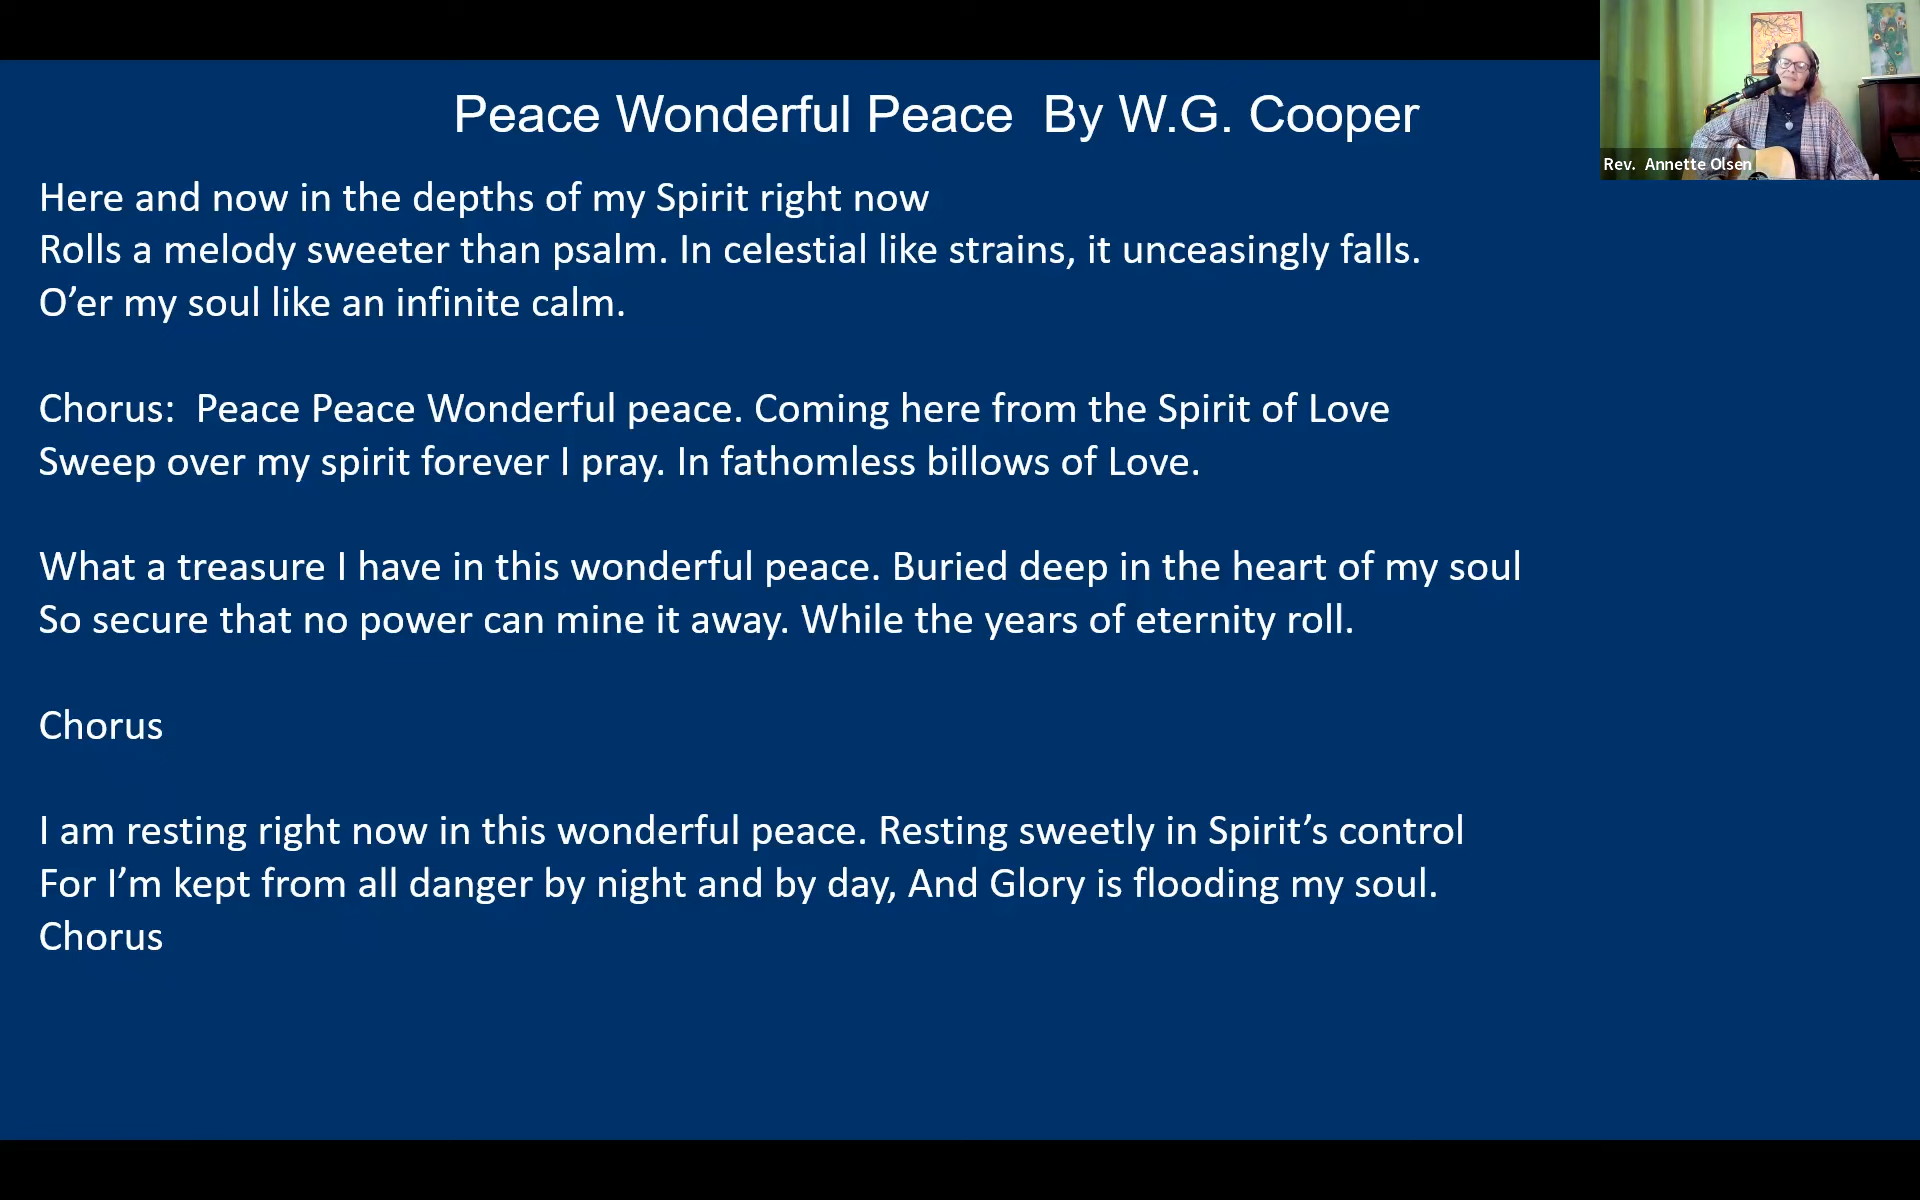 Peace Wonderful Peace  By W.G. Cooper
Rev.  Annette Olsen
Here and now in the depths of my Spirit right now
Rolls a melody sweeter than psalm. In celestial like strains, it unceasingly falls.
O’er my soul like an infinite calm.
Chorus:  Peace Peace Wonderful peace. Coming here from the Spirit of Love
Sweep over my spirit forever I pray. In fathomless billows of Love.
What a treasure I have in this wonderful peace. Buried deep in the heart of my soul
So secure that no power can mine it away. While the years of eternity roll.
Chorus
I am resting right now in this wonderful peace. Resting sweetly in Spirit’s control
For I’m kept from all danger by night and by day, And Glory is flooding my soul.
Chorus